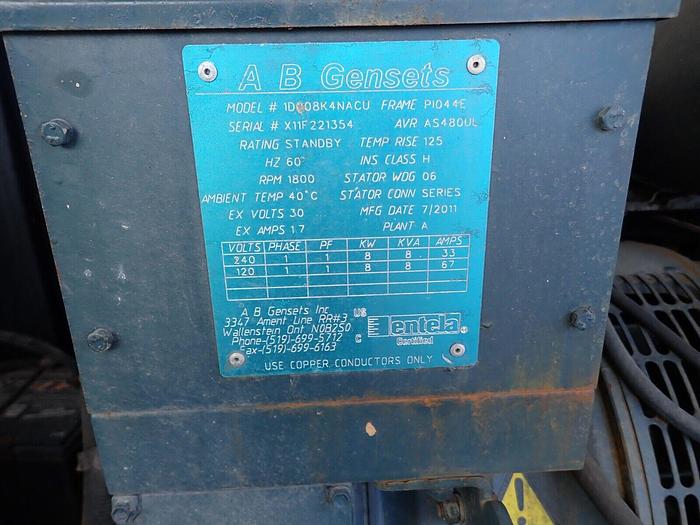 A B Gensets
MODEL # 1D008K4NACU FRAME PI044E
SERIAL # X11F221354 AVR AS480UL
RATING STANDBY TEMP RISE 125
HZ 60 INS CLASS H
RPM 1800 STATOR WDG 06
AMBIENT TEMP 40°C STATOR CONN SERIES
EX VOLTS 30 MFG DATE 7/2011
EX AMPS 1.7 PLANT A
VOLTS PHASE PF KW KVA AMPS
240 1 1 8 8 33
120 1 1 8 8 67
A B Gensets Inc
3347 Ament Line RR#3
Wallenstein Ont N0B2S0
Phone-(519)-699-5712
Fax-(519)-699-6163
US
C
entela
Certified
USE COPPER CONDUCTORS ONLY